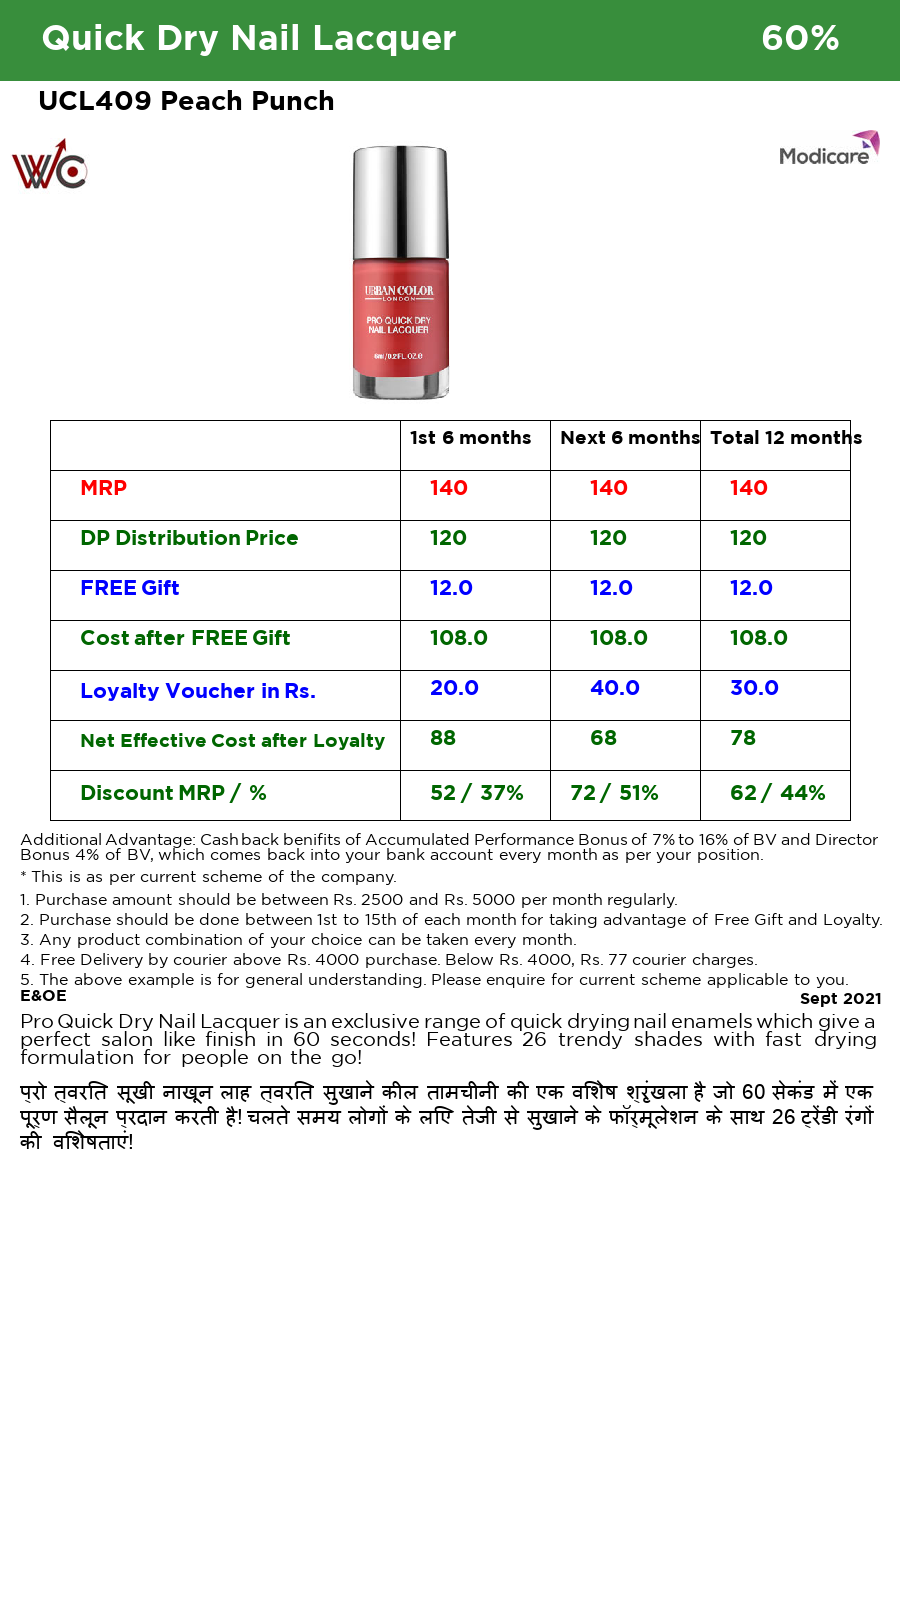 Quick Dry Nail Lacquer 60%
UCL409 Peach Punch
WC
Modicare
URBAN COLOR
LONDON
PRO QUICK DRY
NAIL LACQUER
6ml/0.21FL.OZ.℮
1st 6 months Next 6 months Total 12 months
MRP 140 140 140
DP Distribution Price 120 120 120
FREE Gift 12.0 12.0 12.0
Cost after FREE Gift 108.0 108.0 108.0
Loyalty Voucher in Rs. 20.0 40.0 30.0
Net Effective Cost after Loyalty 88 68 78
Discount MRP / % 52 / 37% 72 / 51% 62 / 44%
Additional Advantage: Cashback benifits of Accumulated Performance Bonus of 7% to 16% of BV and Director
Bonus 4% of BV, which comes back into your bank account every month as per your position.
* This is as per current scheme of the company.
1. Purchase amount should be between Rs. 2500 and Rs. 5000 per month regularly.
2. Purchase should be done between 1st to 15th of each month for taking advantage of Free Gift and Loyalty.
3. Any product combination of your choice can be taken every month.
4. Free Delivery by courier above Rs. 4000 purchase. Below Rs. 4000, Rs. 77 courier charges.
5. The above example is for general understanding. Please enquire for current scheme applicable to you.
E&OE
Sept 2021
Pro Quick Dry Nail Lacquer is an exclusive range of quick drying nail enamels which give a
perfect salon like finish in 60 seconds! Features 26 trendy shades with fast drying
formulation for people on the go!
प्रो त्वरित सूखी नाखून लाह त्वरित सुखाने कील तामचीनी की एक विशेष श्रृंखला है जो 60 सेकंड में एक
पूर्ण सैलून प्रदान करती है! चलते समय लोगों के लिए तेजी से सुखाने के फॉर्मूलेशन के साथ 26 ट्रेंडी रंगों
की विशेषताएं!